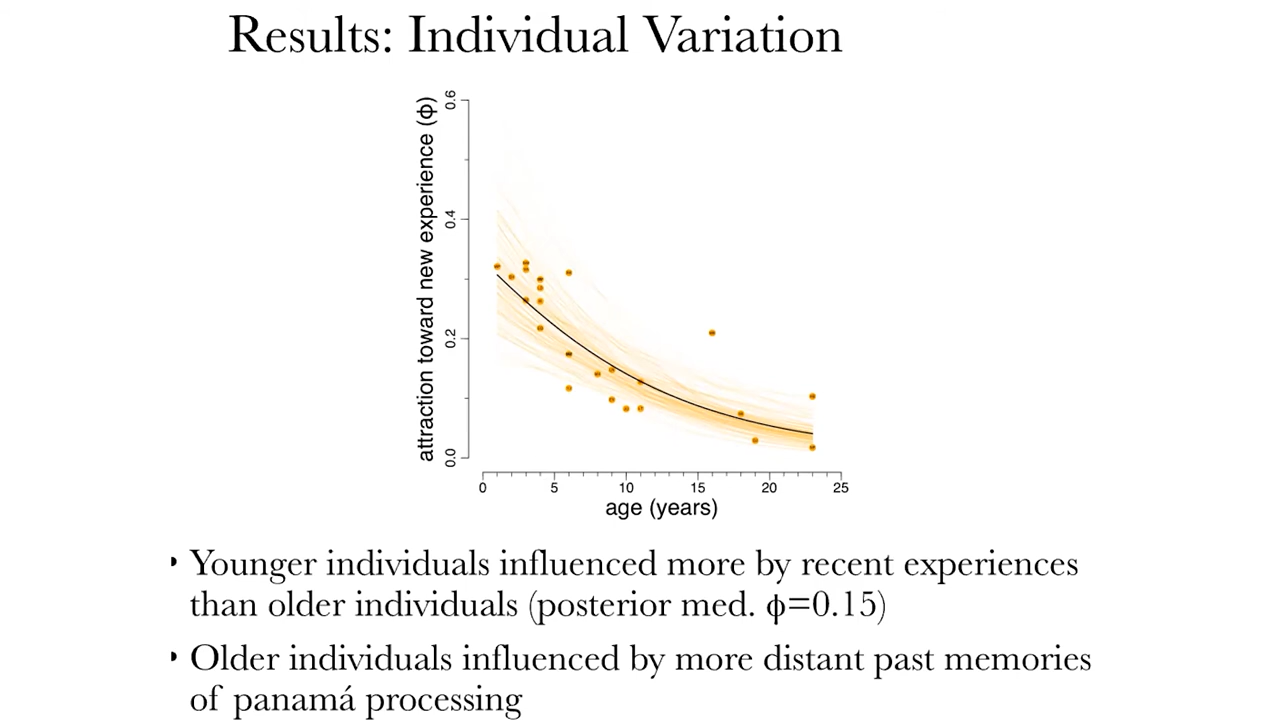 Results: Individual Variation
attraction toward new experience (ϕ)
0.6
0.4
0.2
0.0
0 5 10 15 20 25
age (years)
‣ Younger individuals influenced more by recent experiences
than older individuals (posterior med. ϕ=0.15)
‣ Older individuals influenced by more distant past memories
of panamá processing